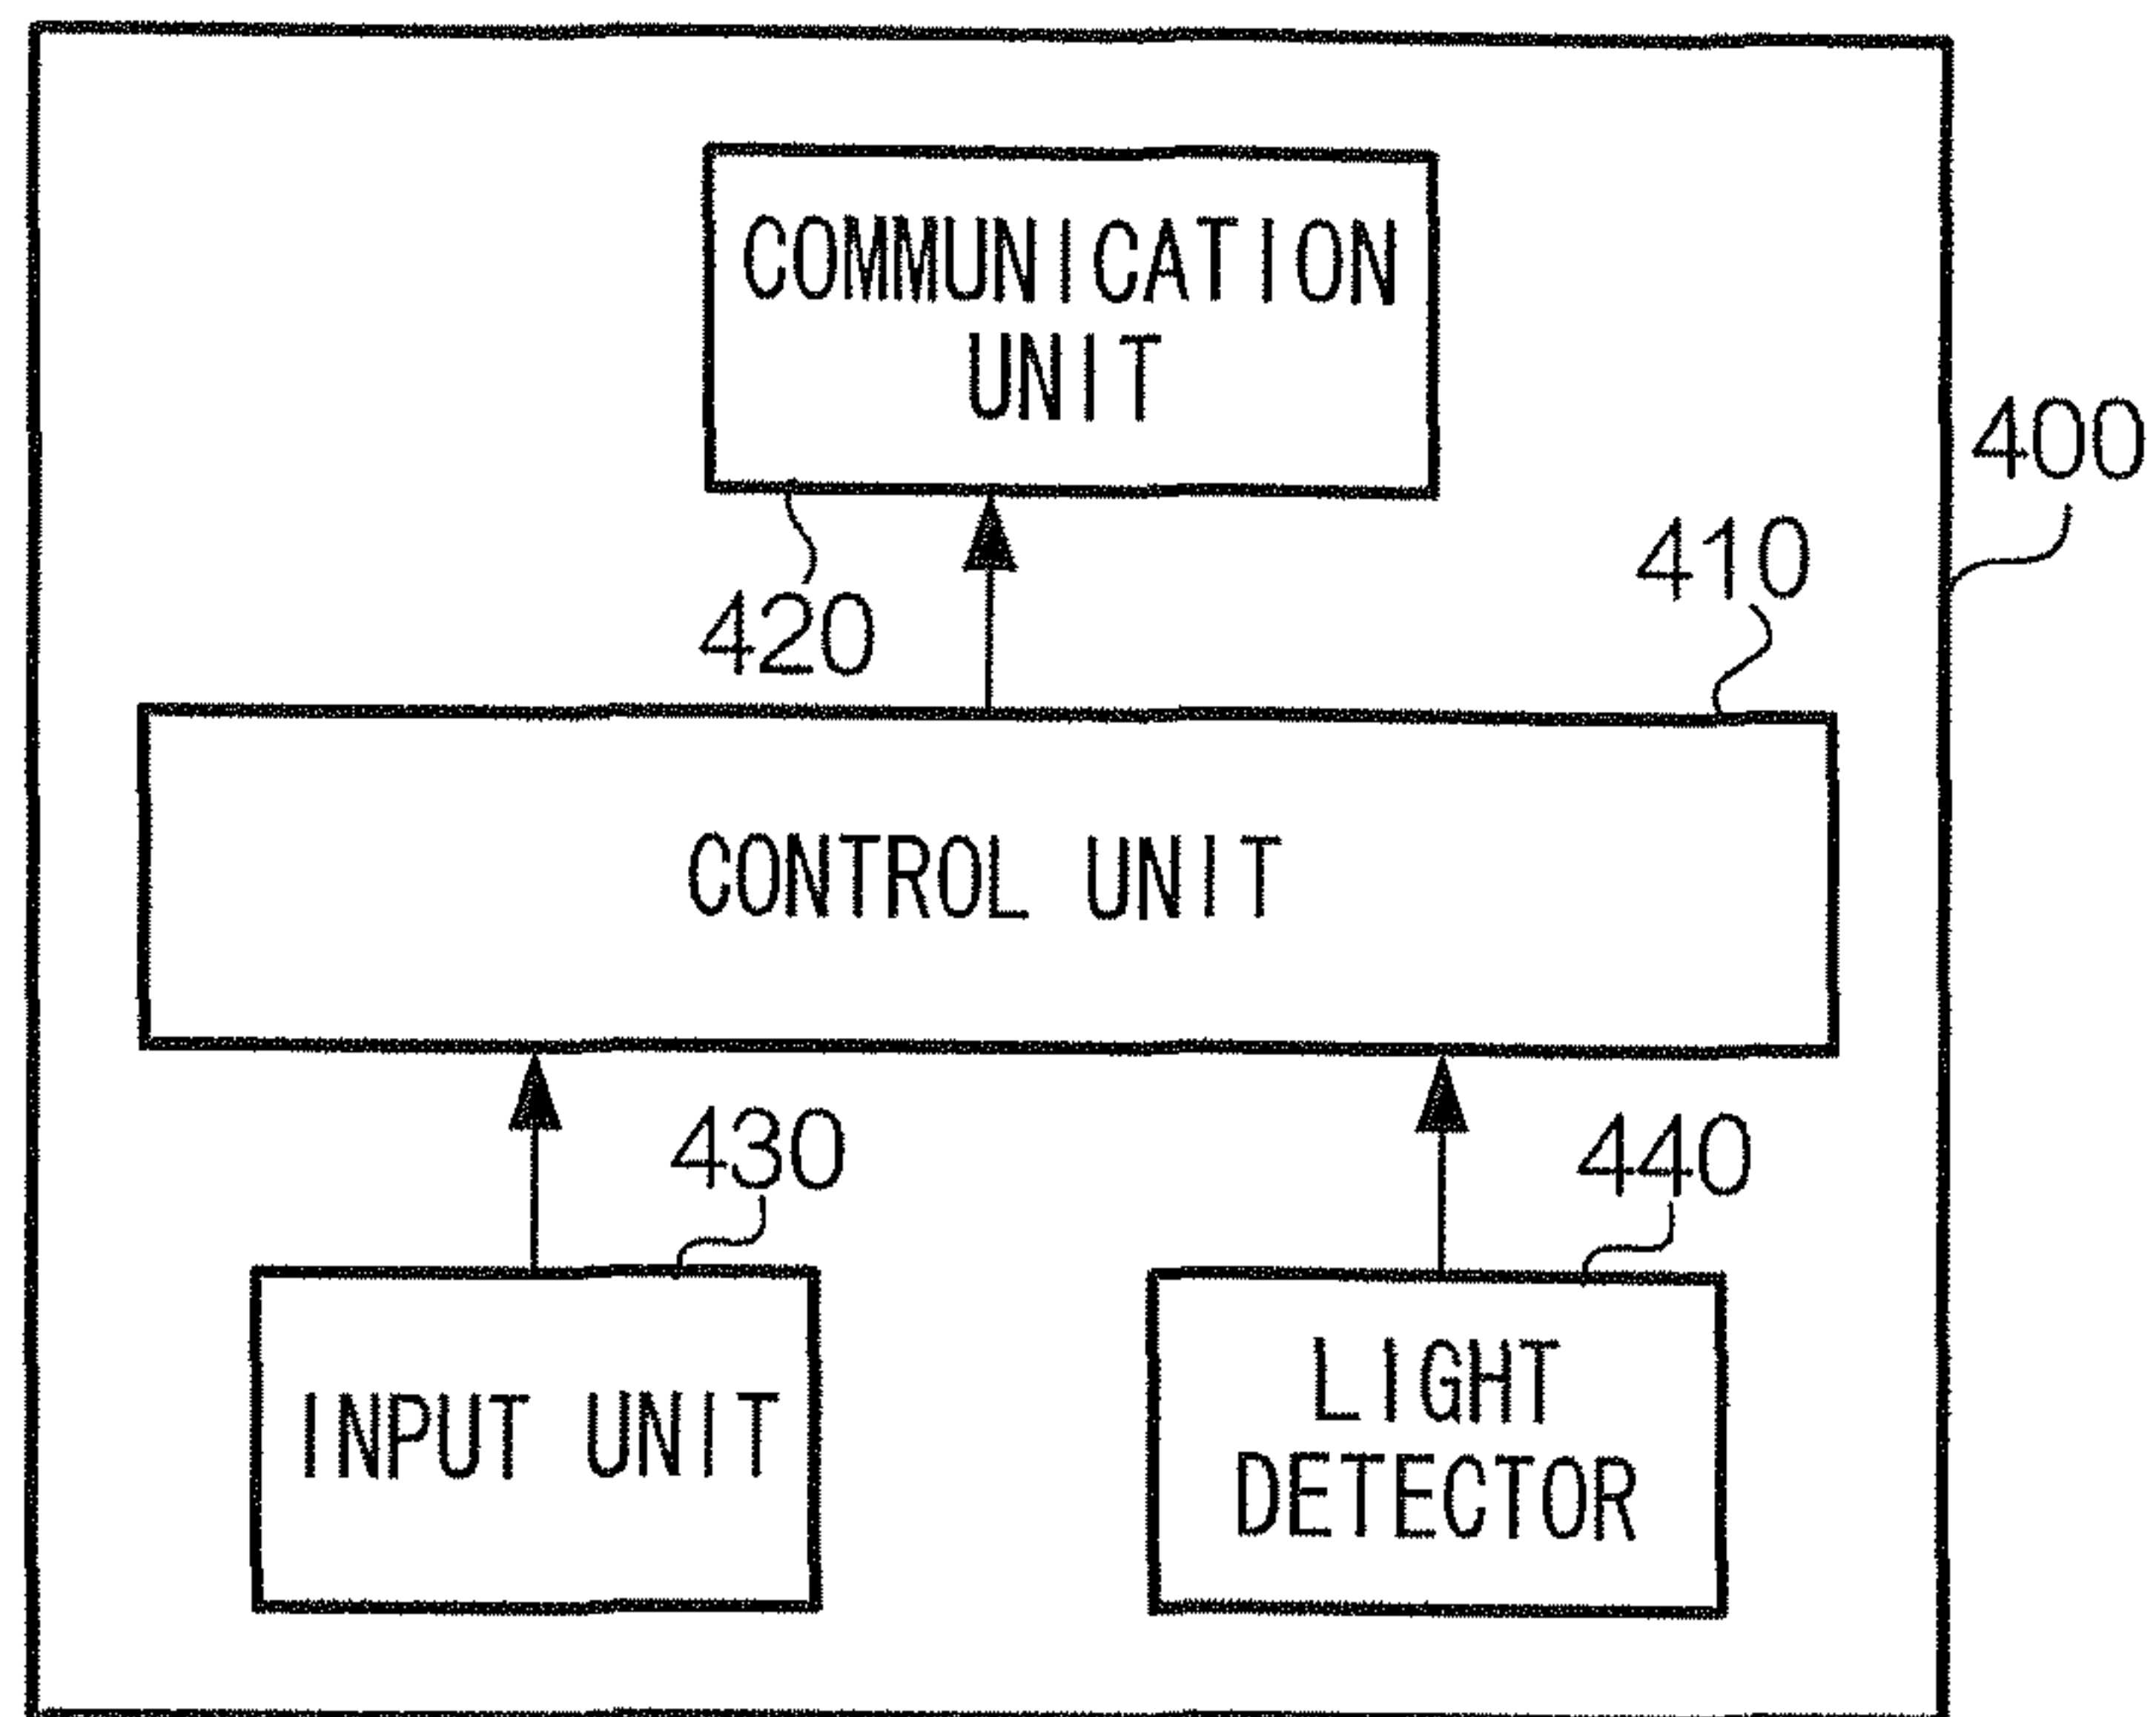 COMMUNICATION
UNIT
400
410
420
CONTROL UNIT
430
440
INPUT UNIT
LIGHT
DETECTOR